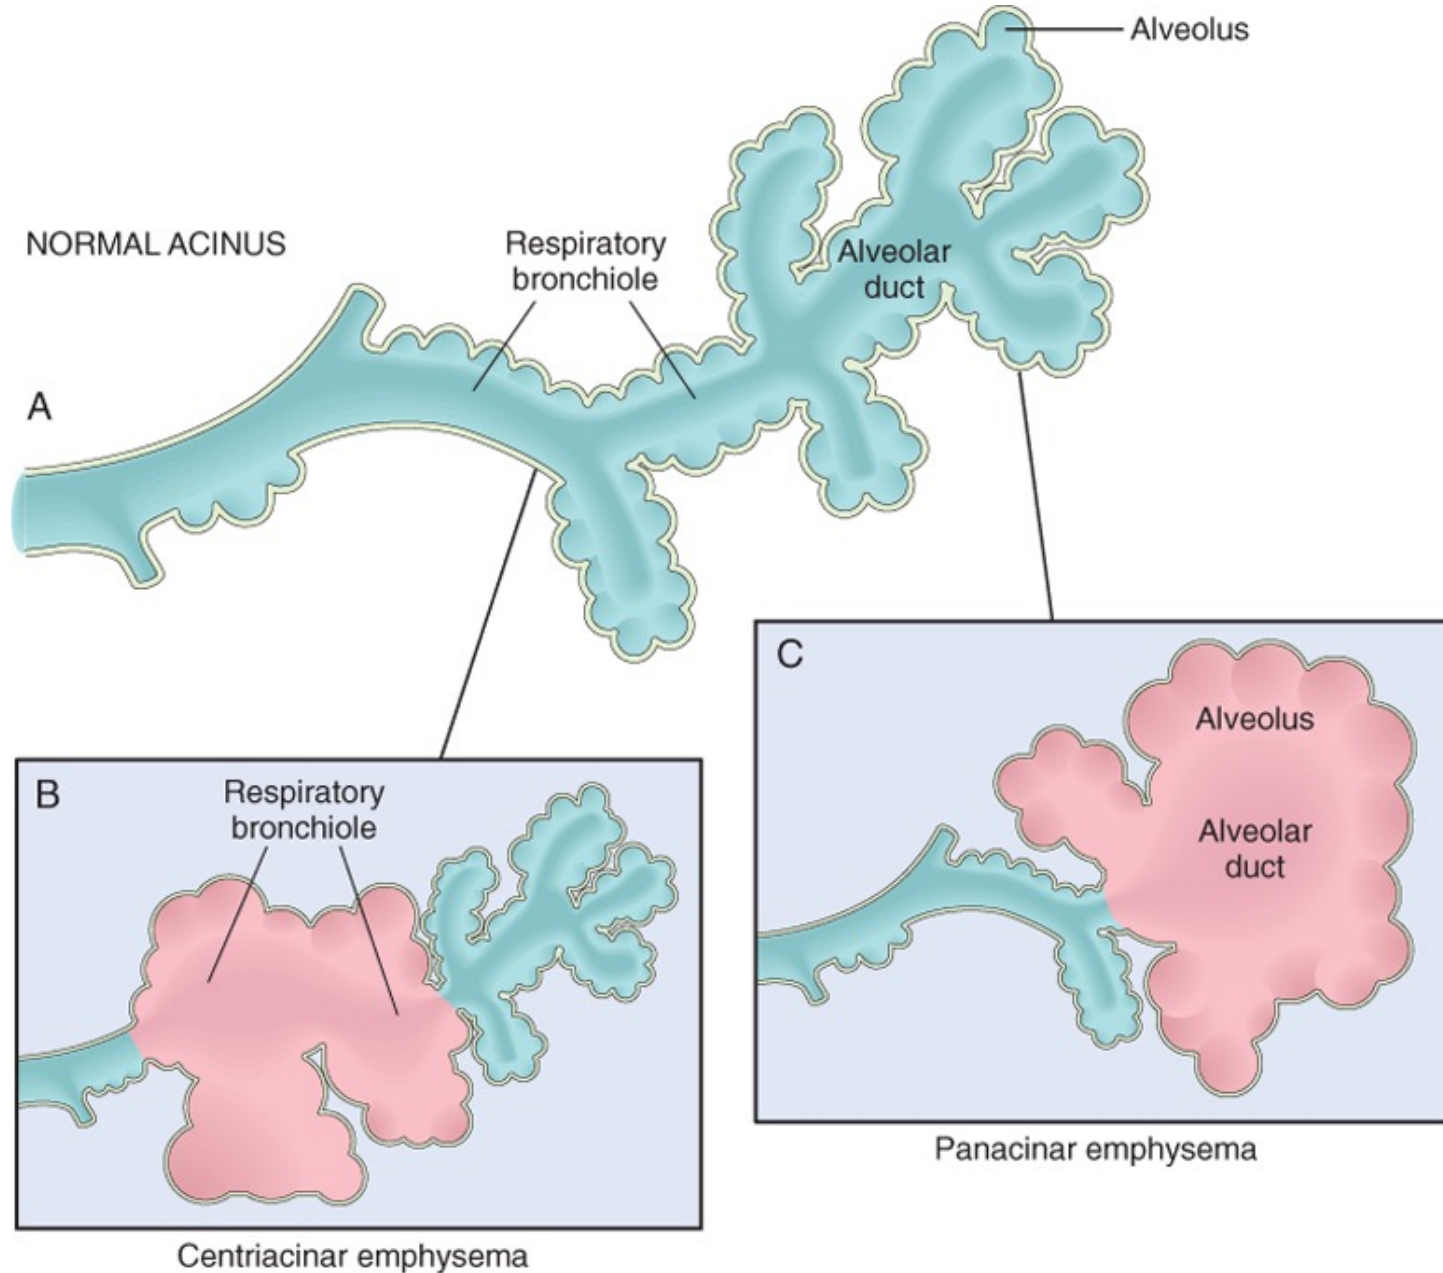 Alveolus
NORMAL ACINUS
Respiratory
bronchiole
Alveolar
duct
A
B
Respiratory
bronchiole
Centriacinar emphysema
C
Alveolus
Alveolar
duct
Panacinar emphysema